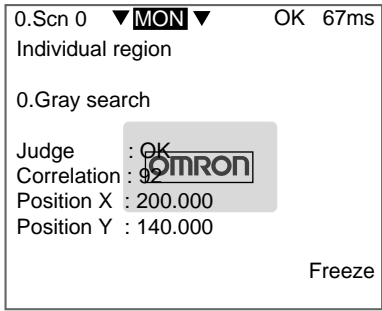 0.Scn 0 ▼ MON ▼ OK 67ms
Individual region
0.Gray search
Judge : OK
OMRON
Correlation : 92
Position X : 200.000
Position Y : 140.000
Freeze